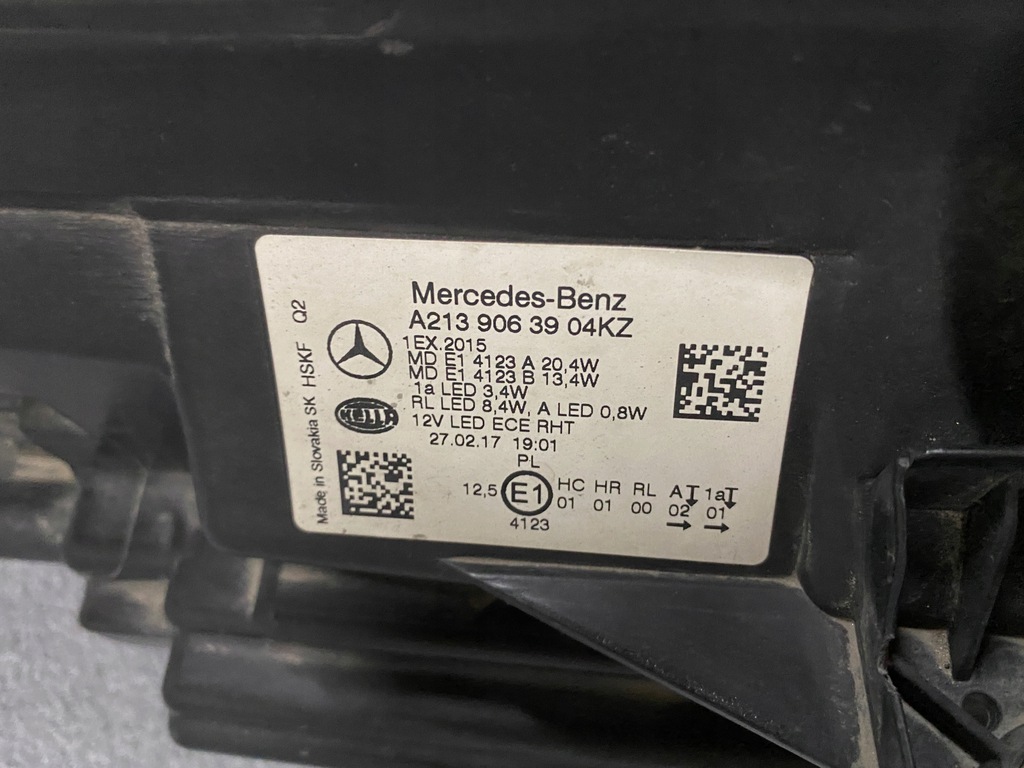 Mercedes-Benz
A213 906 39 04KZ
1EX.2015
MD E1 4123 A 20,4W
MD E1 4123 B 13,4W
1a LED 3,4W
RL LED 8,4W, A LED 0,8W
12V LED ECE RHT
27.02.17 19:01
PL
12,5 E1 HC HR RL A 1a
01 01 00 02 01
4123
HELLA
Made in Slovakia SK HSKF Q2